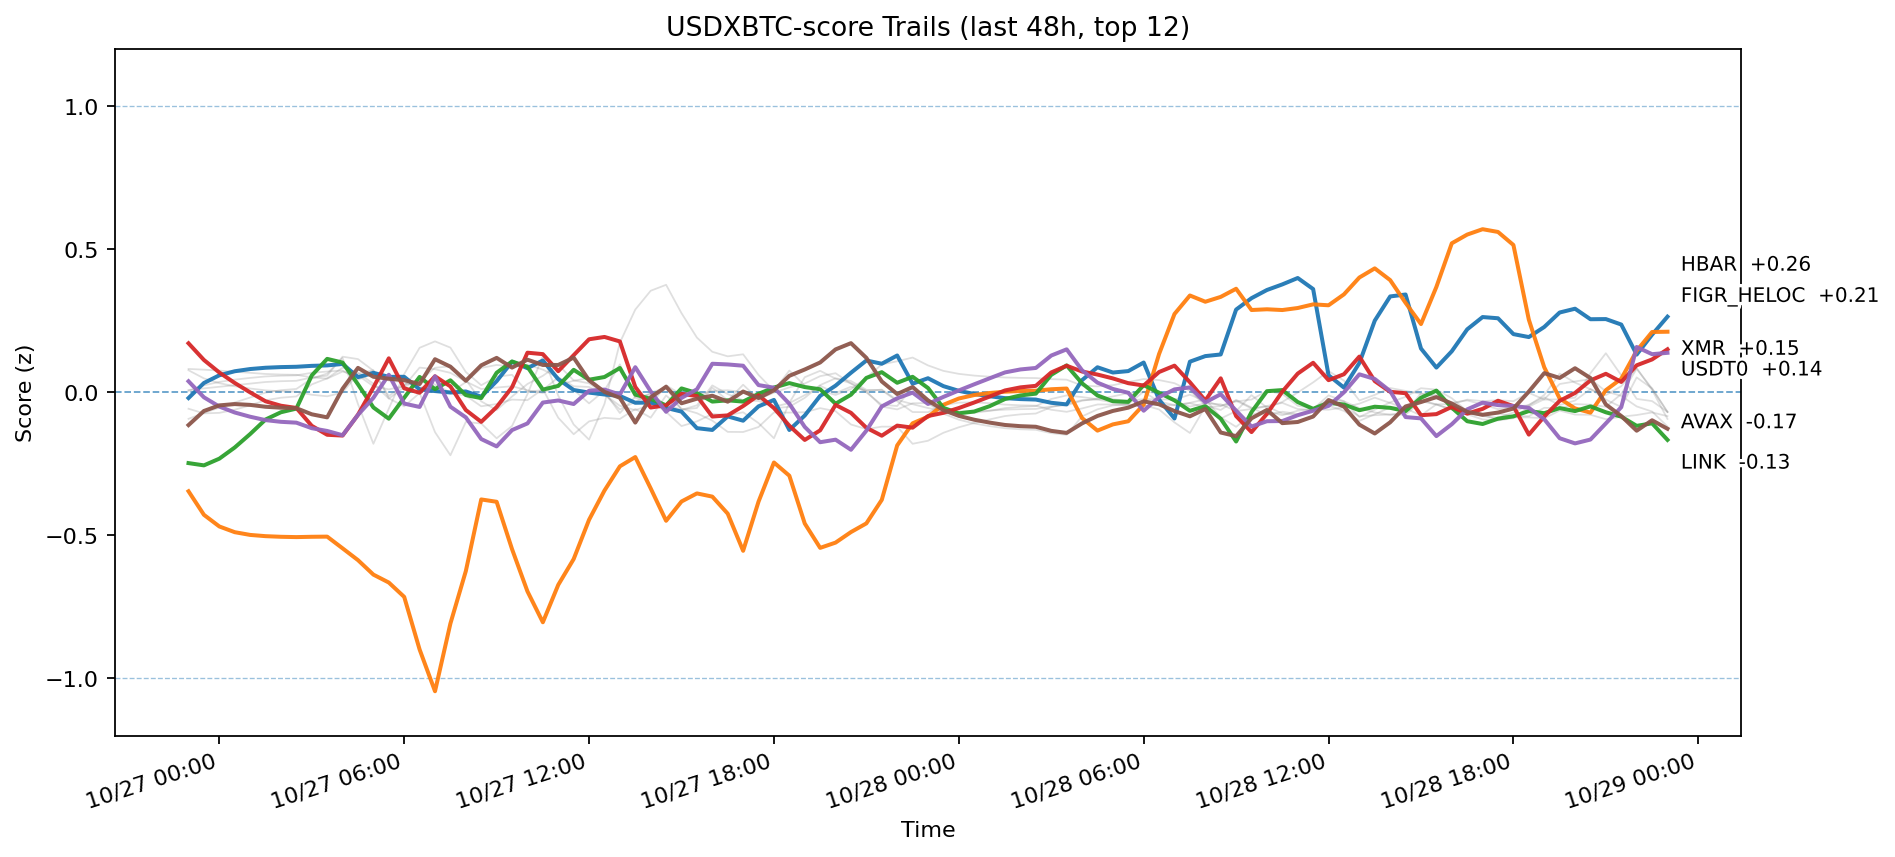 USDXBTC-score Trails (last 48h, top 12)
Score (z)
1.0
0.5
0.0
−0.5
−1.0
HBAR +0.26
FIGR_HELOC +0.21
XMR +0.15
USDT0 +0.14
AVAX -0.17
LINK -0.13
10/27 00:00
10/27 06:00
10/27 12:00
10/27 18:00
10/28 00:00
10/28 06:00
10/28 12:00
10/28 18:00
10/29 00:00
Time